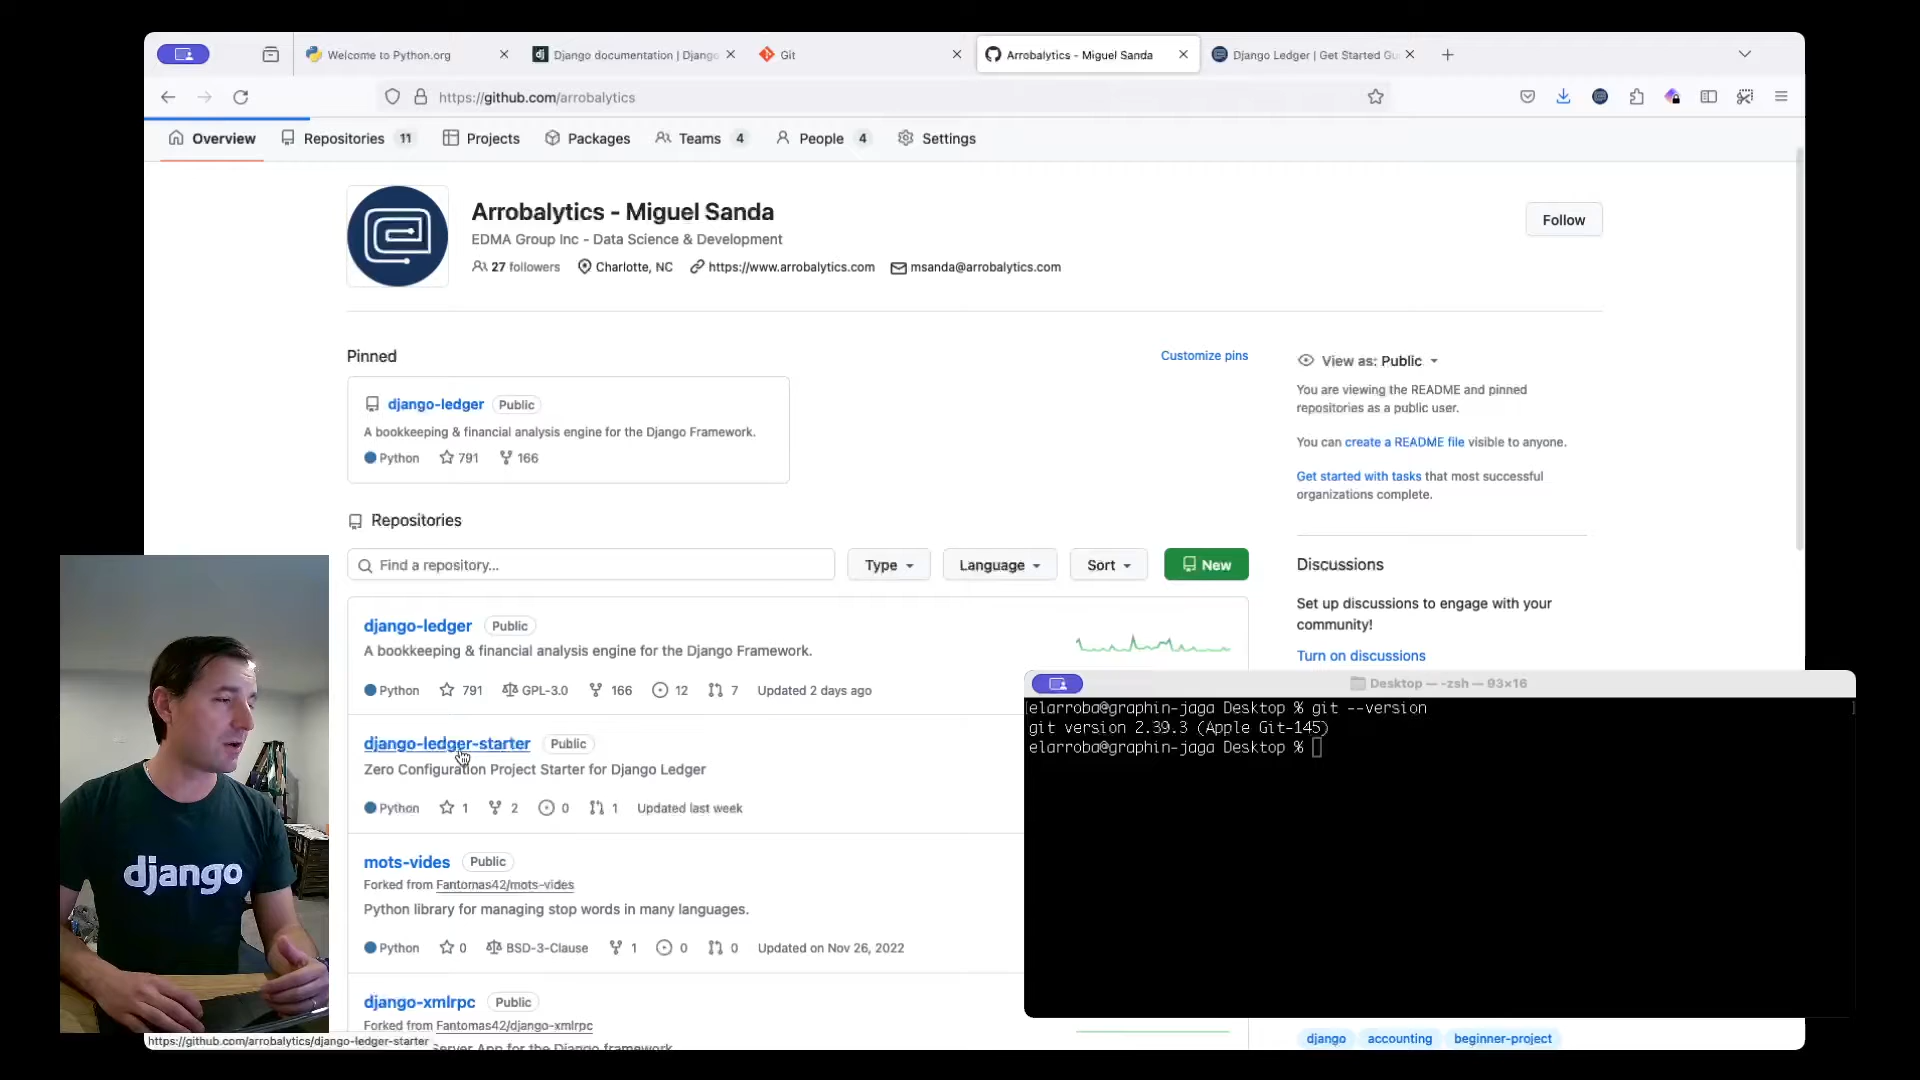 Welcome to Python.org
Django documentation | Django
Git
Arrobalytics - Miguel Sanda
Django Ledger | Get Started Gu
https://github.com/arrobalytics
Overview
Repositories 11
Projects
Packages
Teams 4
People 4
Settings
Arrobalytics - Miguel Sanda
EDMA Group Inc - Data Science & Development
27 followers
Charlotte, NC
https://www.arrobalytics.com
msanda@arrobalytics.com
Follow
Pinned
Customize pins
django-ledger Public
A bookkeeping & financial analysis engine for the Django Framework.
Python 791 166
View as: Public
You are viewing the README and pinned
repositories as a public user.
You can create a README file visible to anyone.
Get started with tasks that most successful
organizations complete.
Repositories
Find a repository...
Type
Language
Sort
New
Discussions
Set up discussions to engage with your
community!
Turn on discussions
django-ledger Public
A bookkeeping & financial analysis engine for the Django Framework.
Python 791 GPL-3.0 166 12 7 Updated 2 days ago
django-ledger-starter Public
Zero Configuration Project Starter for Django Ledger
Python 1 2 0 1 Updated last week
mots-vides Public
Forked from Fantomas42/mots-vides
Python library for managing stop words in many languages.
Python 0 BSD-3-Clause 1 0 0 Updated on Nov 26, 2022
django-xmlrpc Public
Forked from Fantomas42/django-xmlrpc
Server App for the Django framework
https://github.com/arrobalytics/django-ledger-starter
django
accounting
beginner-project
Desktop — -zsh — 93×16
elarroba@graphin-jaga Desktop % git --version
git version 2.39.3 (Apple Git-145)
elarroba@graphin-jaga Desktop %
django